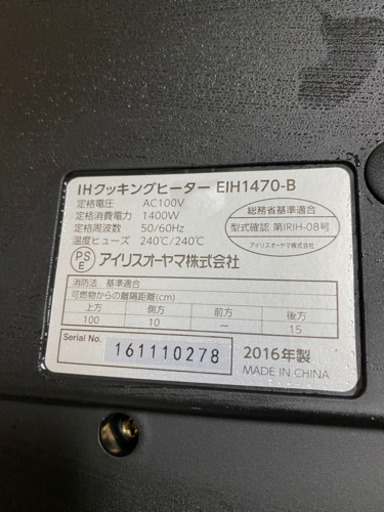 IHクッキングヒーター EIH1470-B
定格電圧 AC100V
定格消費電力 1400W
定格周波数 50/60Hz
温度ヒューズ 240℃/240℃
総務省基準適合
型式確認 第IRIH-08号
アイリスオーヤマ株式会社
PSE アイリスオーヤマ株式会社
消防法 基準適合
可燃物からの離隔距離(cm)
上方 側方 前方 後方
100 10 — 15
Serial No. 161110278
2016年製
MADE IN CHINA